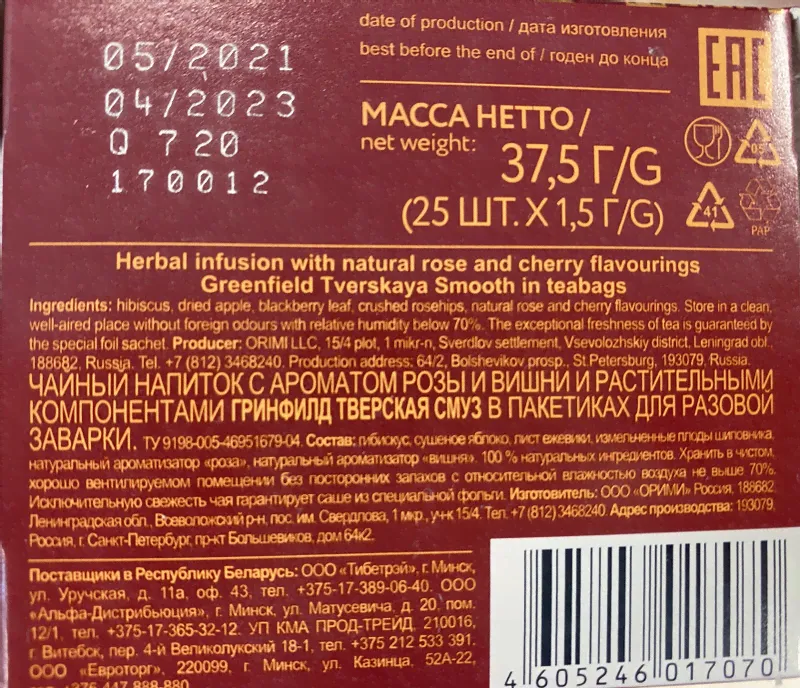 05/2021
04/2023
Q 720
170012
date of production / дата изготовления
best before the end of / годен до конца
МАССА НЕТТО/
net weight:
37,5 Г/G
(25 ШТ. X 1,5 Г/G)
EAC
05
41
PAP
Herbal infusion with natural rose and cherry flavourings
Greenfield Tverskaya Smooth in teabags
Ingredients: hibiscus, dried apple, blackberry leaf, crushed rosehips, natural rose and cherry flavourings. Store in a clean,
well-aired place without foreign odours with relative humidity below 70%. The exceptional freshness of tea is guaranteed by
the special foil sachet. Producer: ORIMI LLC, 15/4 plot, 1 mikr-n, Sverdlov settlement, Vsevolozhskiy district, Leningrad obl.,
188682, Russia. Tel. +7 (812) 3468240. Production address: 64/2, Bolshevikov prosp., St.Petersburg, 193079, Russia.
ЧАЙНЫЙ НАПИТОК С АРОМАТОМ РОЗЫ И ВИШНИ И РАСТИТЕЛЬНЫМИ
КОМПОНЕНТАМИ ГРИНФИЛД ТВЕРСКАЯ СМУЗ В ПАКЕТИКАХ ДЛЯ РАЗОВОЙ
ЗАВАРКИ. ТУ 9198-005-46951679-04. Состав: гибискус, сушеное яблоко, лист ежевики, измельченные плоды шиповника,
натуральный ароматизатор «роза», натуральный ароматизатор «вишня». 100 % натуральных ингредиентов. Хранить в чистом,
хорошо вентилируемом помещении без посторонних запахов с относительной влажностью воздуха не выше 70%.
Исключительную свежесть чая гарантирует саше из специальной фольги. Изготовитель: ООО «ОРИМИ» Россия, 188682,
Ленинградская обл., Всеволожский р-н, пос. им. Свердлова, 1 мкр., уч-к 15/4. Тел. +7 (812) 3468240. Адрес производства: 193079,
Россия, г. Санкт-Петербург, пр-кт Большевиков, дом 64к2.
Поставщики в Республику Беларусь: ООО «Тибетрэй», г. Минск,
ул. Уручская, д. 11а, оф. 43, тел. +375-17-389-06-40. ООО
«Альфа-Дистрибьюция», г. Минск, ул. Матусевича, д. 20, пом.
12/1, тел. +375-17-365-32-12. УП КМА ПРОД-ТРЕЙД, 210016,
г. Витебск, пер. 4-й Великолукский 18-1, тел. +375 212 533 391.
ООО «Евроторг», 220099, г. Минск, ул. Казинца, 52А-22,
+375 447 888 880
4 605246 017070